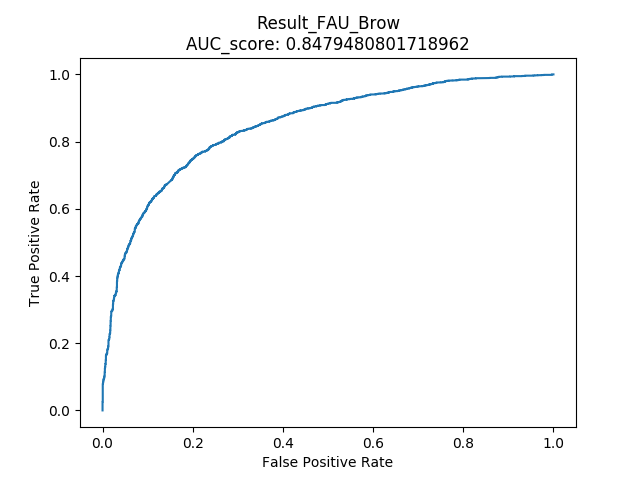 Result_FAU_Brow
AUC_score: 0.8479480801718962
1.0
0.8
0.6
0.4
0.2
0.0
True Positive Rate
0.0 0.2 0.4 0.6 0.8 1.0
False Positive Rate